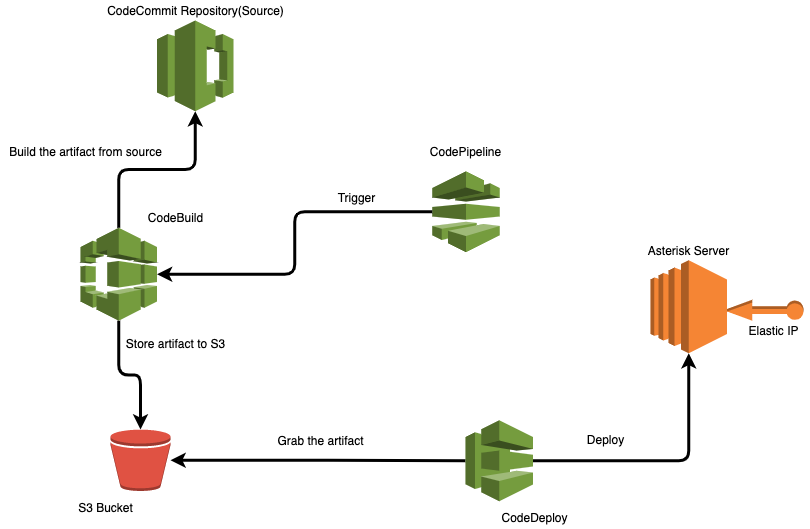 CodeCommit Repository(Source)
Build the artifact from source
CodePipeline
Trigger
CodeBuild
Asterisk Server
Elastic IP
Store artifact to S3
Grab the artifact
Deploy
S3 Bucket
CodeDeploy